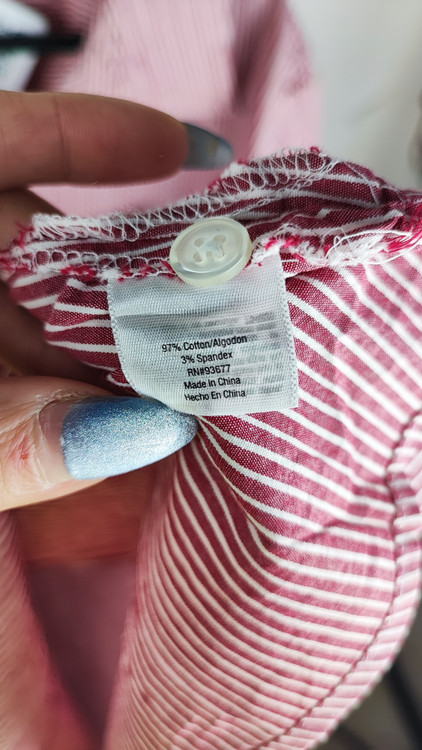 97% Cotton/Algodon
3% Spandex
RN#93677
Made in China
Hecho En China